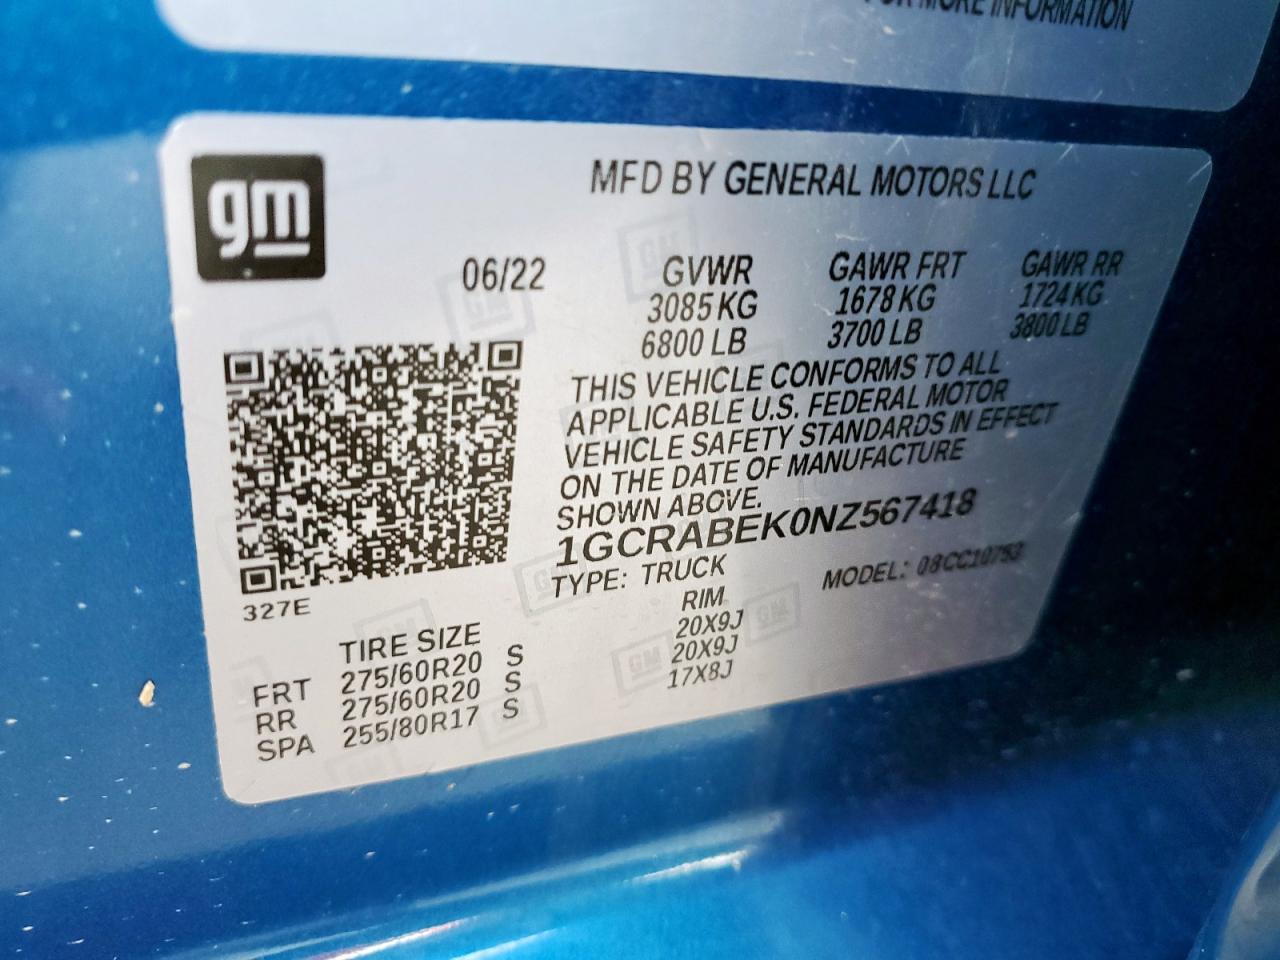 FOR MORE INFORMATION
gm
MFD BY GENERAL MOTORS LLC
06/22
GVWR GAWR FRT GAWR RR
3085 KG 1678 KG 1724 KG
6800 LB 3700 LB 3800 LB
THIS VEHICLE CONFORMS TO ALL
APPLICABLE U.S. FEDERAL MOTOR
VEHICLE SAFETY STANDARDS IN EFFECT
ON THE DATE OF MANUFACTURE
SHOWN ABOVE.
1GCRABEK0NZ567418
TYPE: TRUCK MODEL: 08CC10753
327E
TIRE SIZE RIM
FRT 275/60R20 S 20X9J
RR 275/60R20 S 20X9J
SPA 255/80R17 S 17X8J